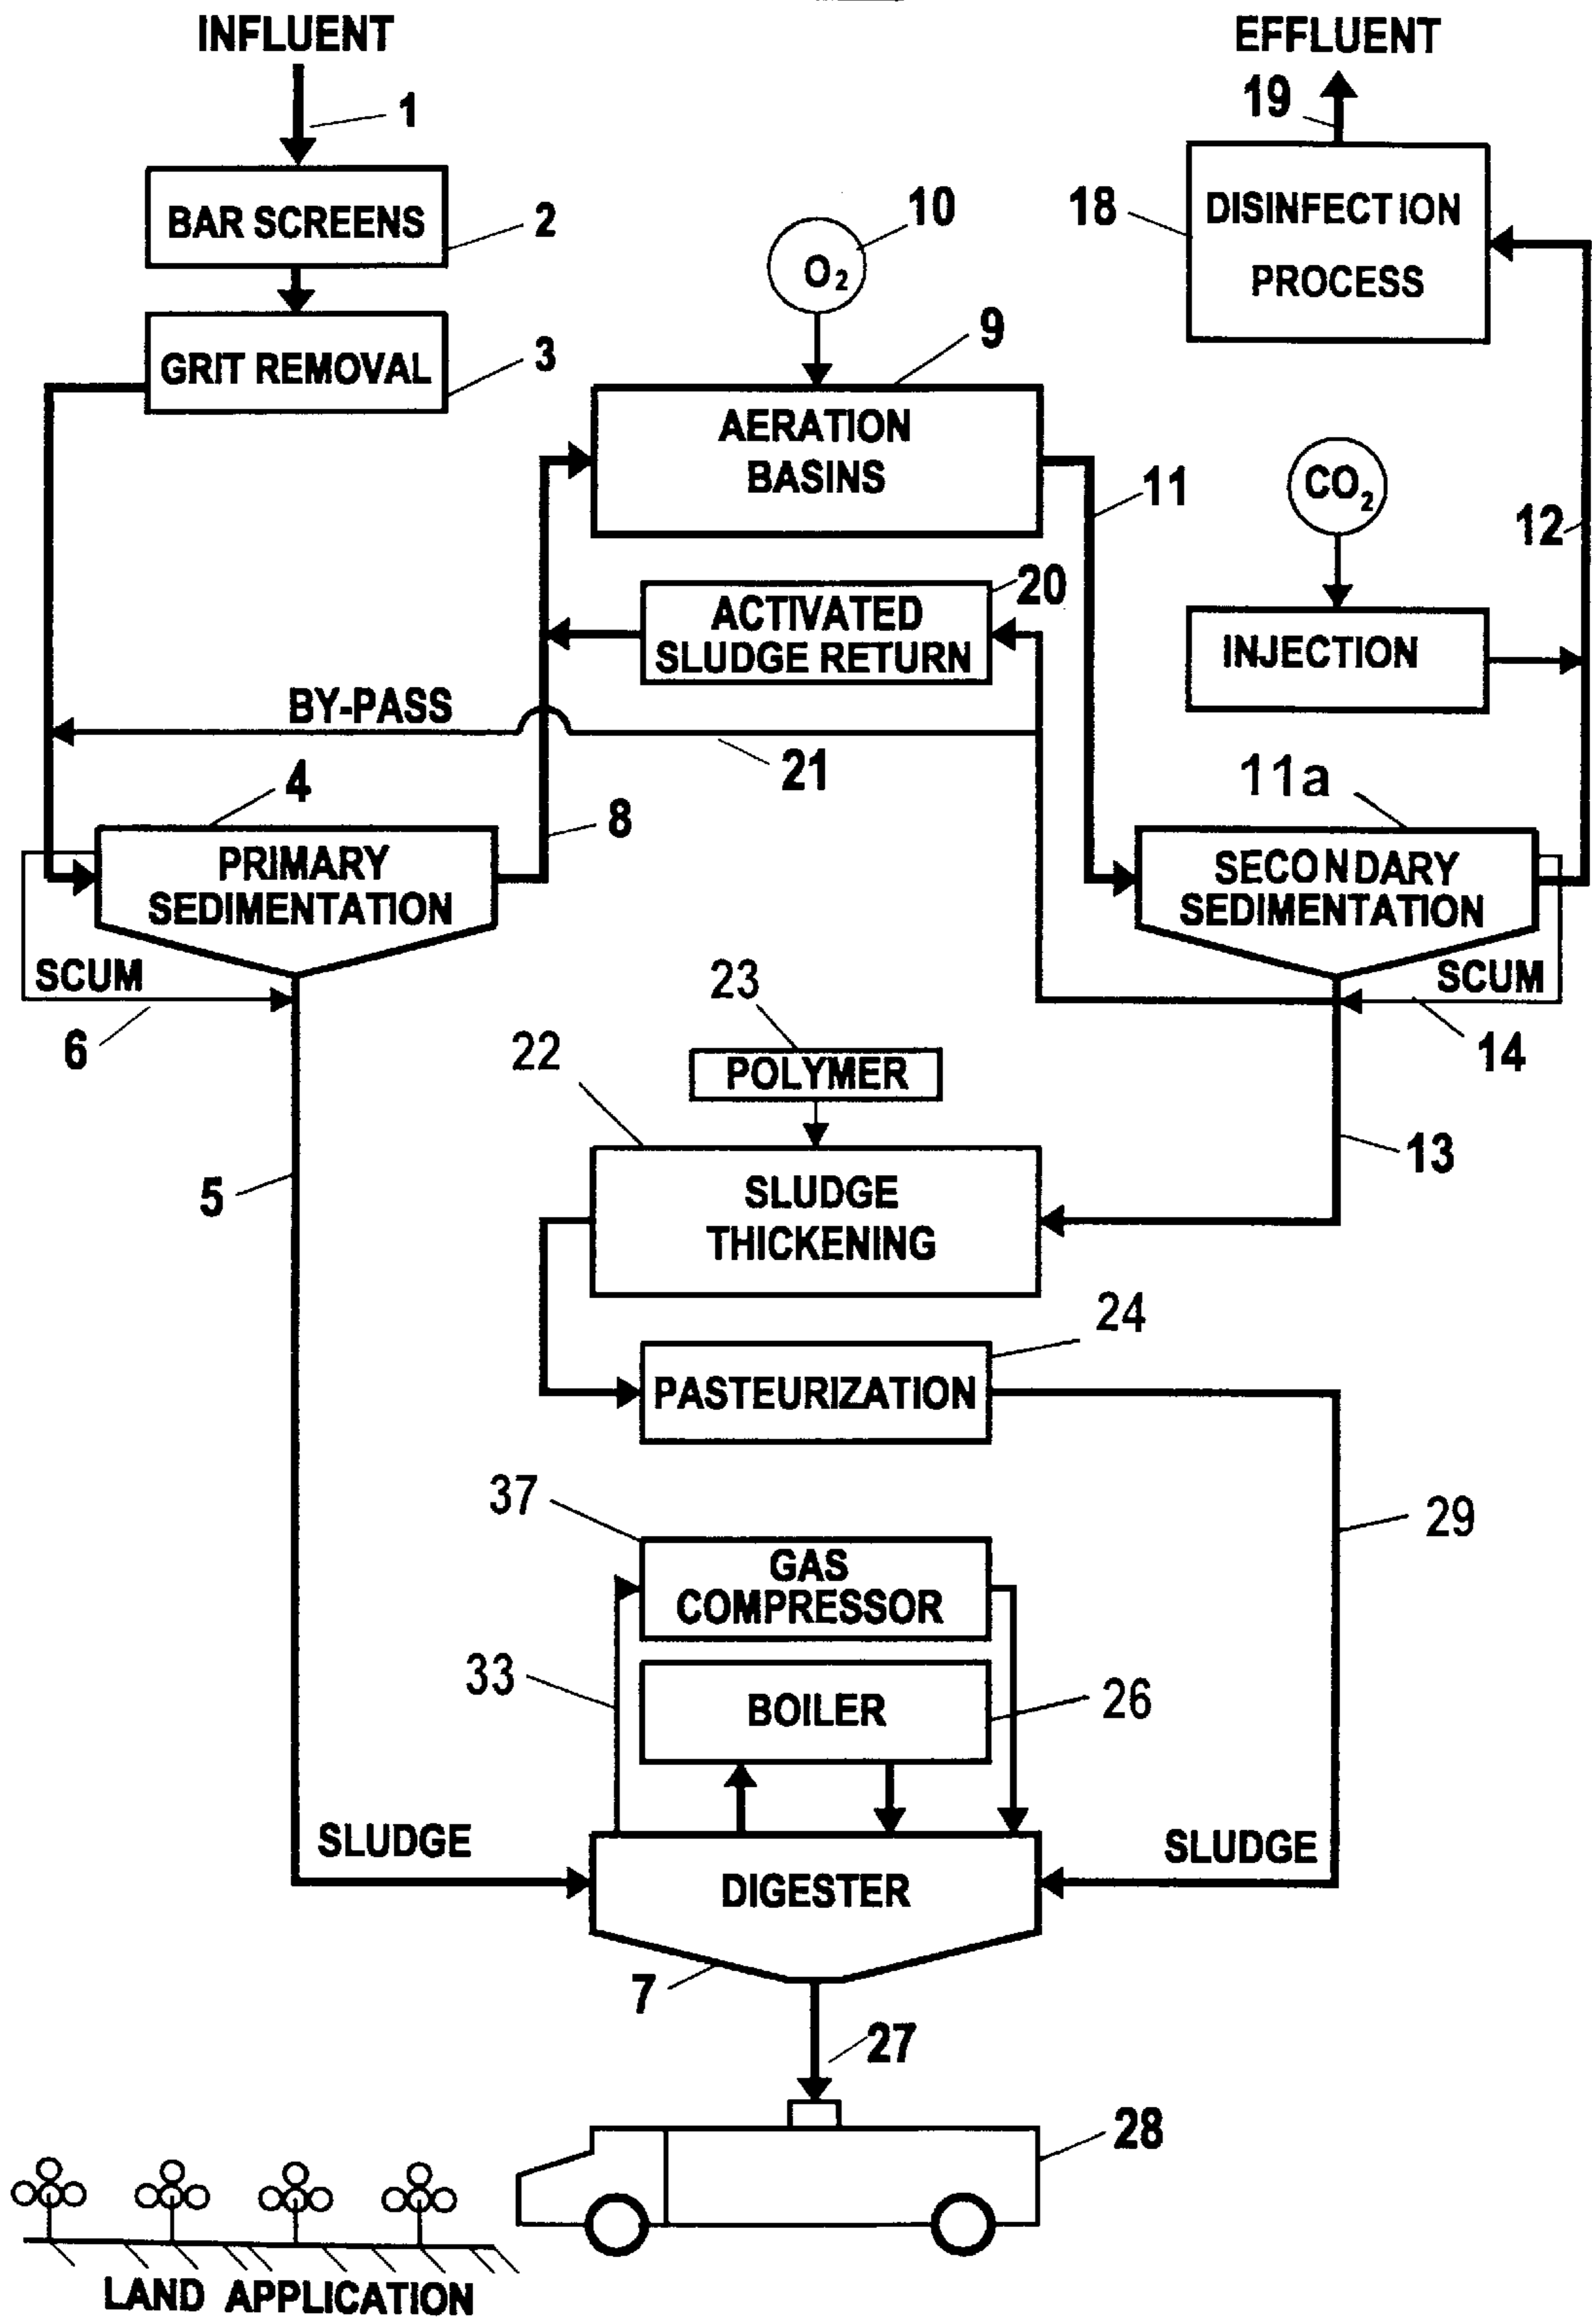 INFLUENT
EFFLUENT
1
19
BAR SCREENS
2
10
O2
18
DISINFECTION
PROCESS
GRIT REMOVAL
3
9
AERATION
BASINS
11
CO2
12
20
ACTIVATED
SLUDGE RETURN
INJECTION
BY-PASS
21
4
8
11a
PRIMARY
SEDIMENTATION
SECONDARY
SEDIMENTATION
SCUM
SCUM
6
14
23
22
POLYMER
13
5
SLUDGE
THICKENING
24
PASTEURIZATION
37
29
GAS
COMPRESSOR
33
BOILER
26
SLUDGE
SLUDGE
DIGESTER
7
27
28
LAND APPLICATION